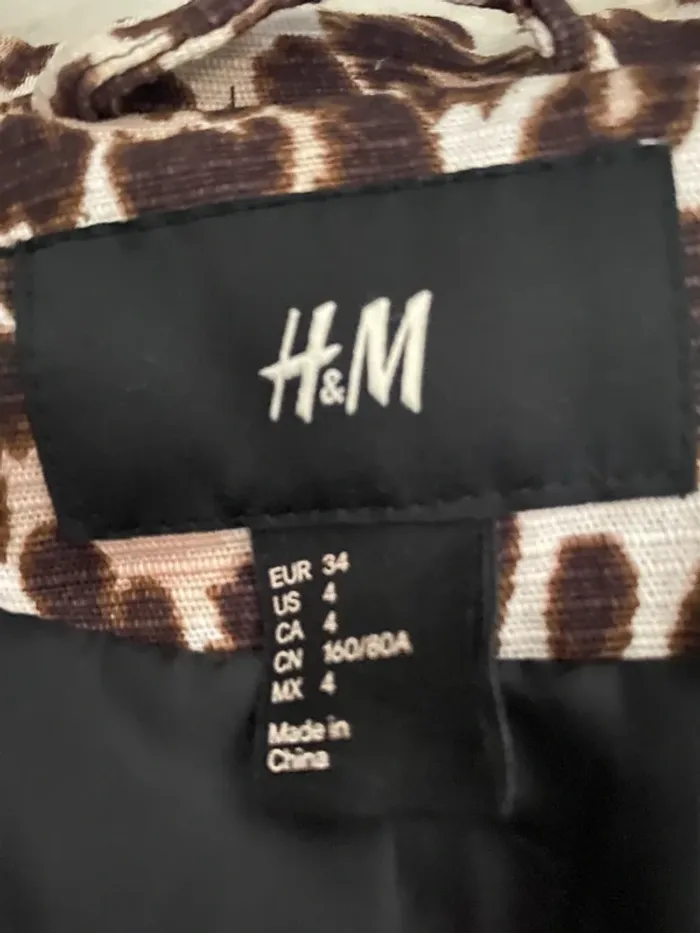 H&M
EUR 34
US 4
CA 4
CN 160/80A
MX 4
Made in
China